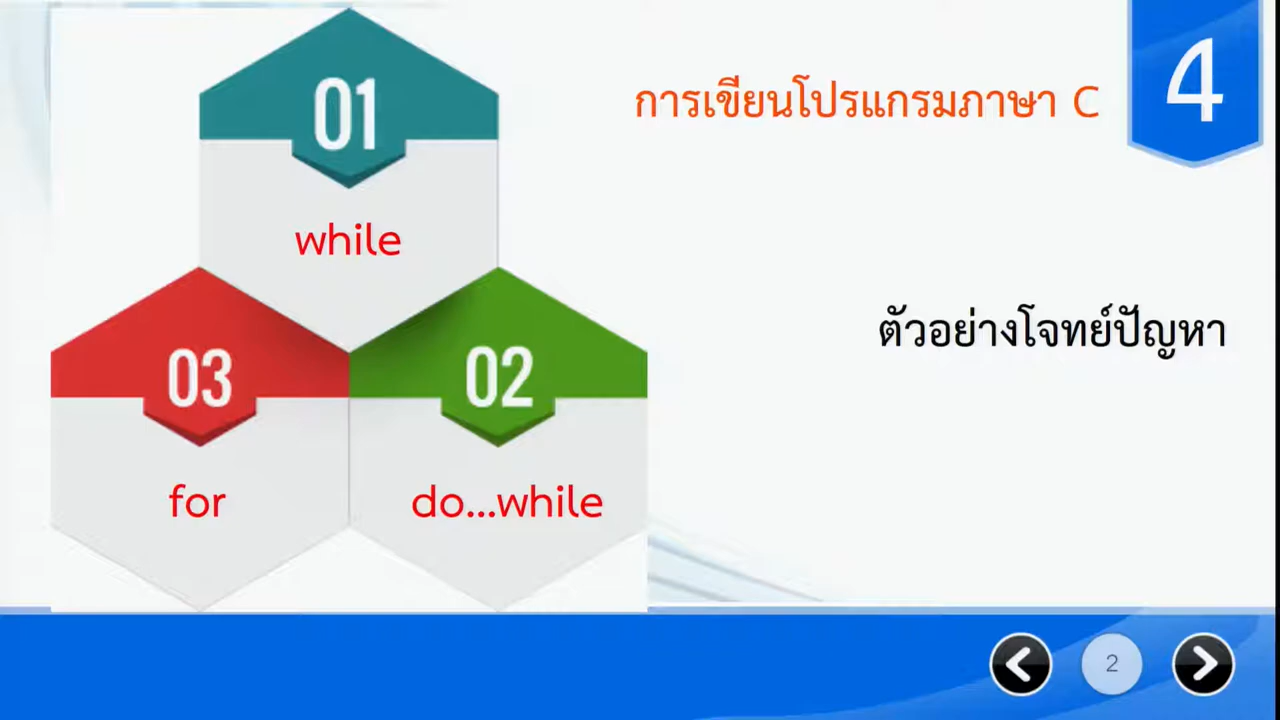 01
while
03
for
02
do...while
การเขียนโปรแกรมภาษา C
4
ตัวอย่างโจทย์ปัญหา
2